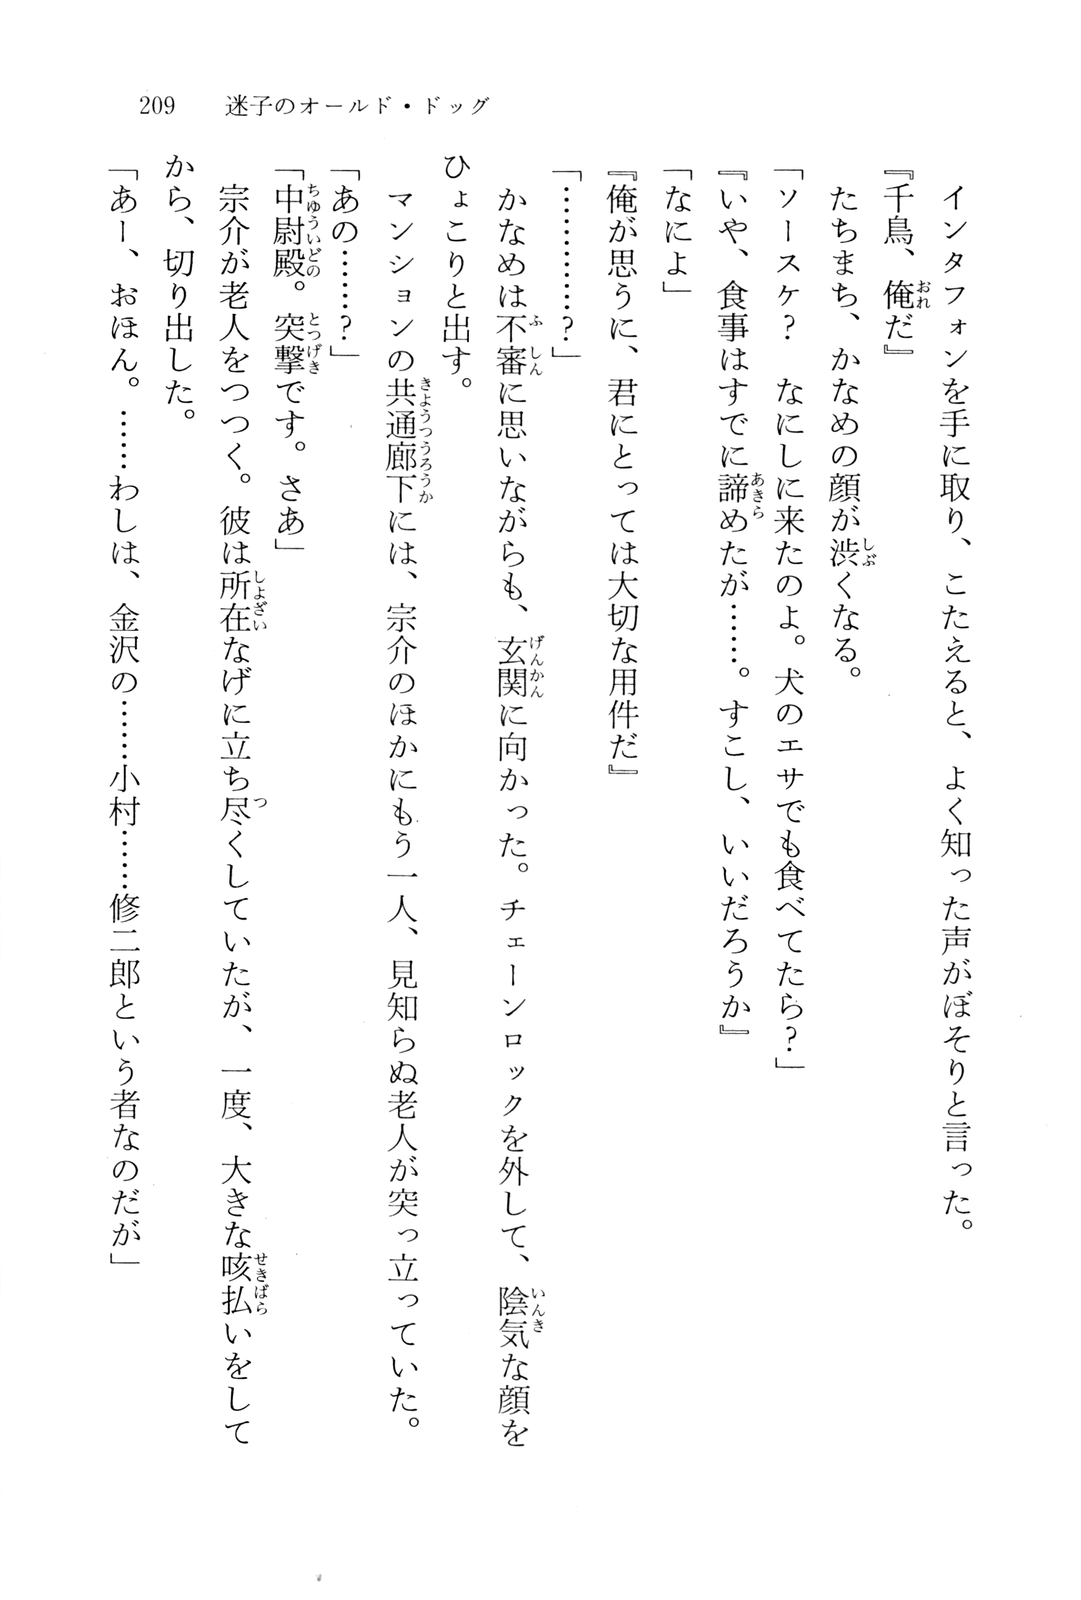 209 迷子のオールド・ドッグ
インタフォンを手に取り、こたえると、よく知った声がぼそりと言った。
『千鳥、俺だ』
たちまち、かなめの顔が渋くなる。
「ソースケ？　なにしに来たのよ。犬のエサでも食べてたら？」
『いや、食事はすでに諦めたが……。すこし、いいだろうか』
「なによ」
『俺が思うに、君にとっては大切な用件だ』
「…………？」
かなめは不審に思いながらも、玄関に向かった。チェーンロックを外して、陰気な顔を
ひょこりと出す。
マンションの共通廊下には、宗介のほかにもう一人、見知らぬ老人が突っ立っていた。
「あの……？」
「中尉殿。突撃です。さあ」
宗介が老人をつつく。彼は所在なげに立ち尽くしていたが、一度、大きな咳払いをして
から、切り出した。
「あー、おほん。……わしは、金沢の……小村……修二郎という者なのだが」